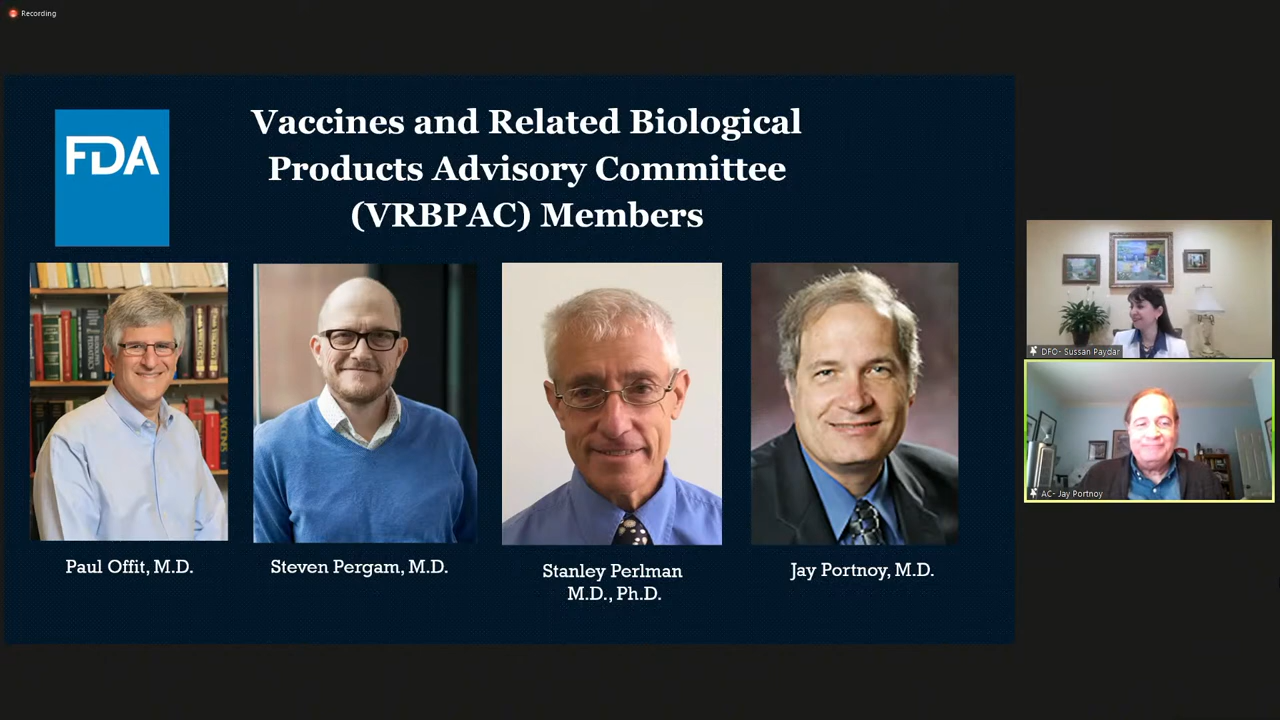 Recording
FDA
Vaccines and Related Biological
Products Advisory Committee
(VRBPAC) Members
Paul Offit, M.D.
Steven Pergam, M.D.
Stanley Perlman
M.D., Ph.D.
Jay Portnoy, M.D.
DFO- Sussan Paydar
AC- Jay Portnoy